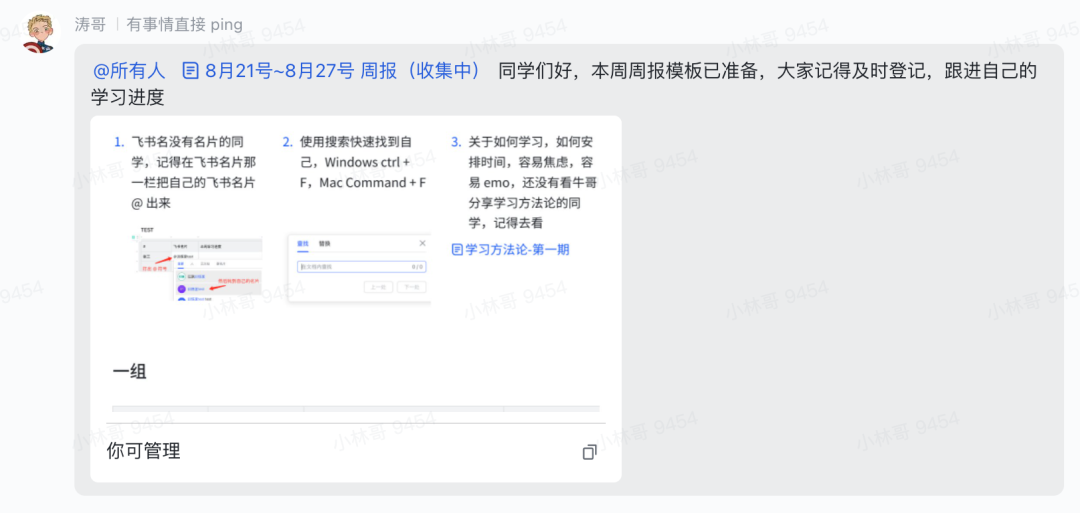 涛哥 | 有事情直接 ping
@所有人 8月21号~8月27号 周报（收集中） 同学们好，本周周报模板已准备，大家记得及时登记，跟进自己的
学习进度
1. 飞书名没有名片的同
学，记得在飞书名片那
一栏把自己的飞书名片
@ 出来
2. 使用搜索快速找到自
己，Windows ctrl +
F，Mac Command + F
3. 关于如何学习，如何安
排时间，容易焦虑，容
易 emo，还没有看牛哥
分享学习方法论的同
学，记得去看
学习方法论-第一期
TEST
查找 替换
0 / 0
上一个 下一个
一组
你可管理
小林哥 9454